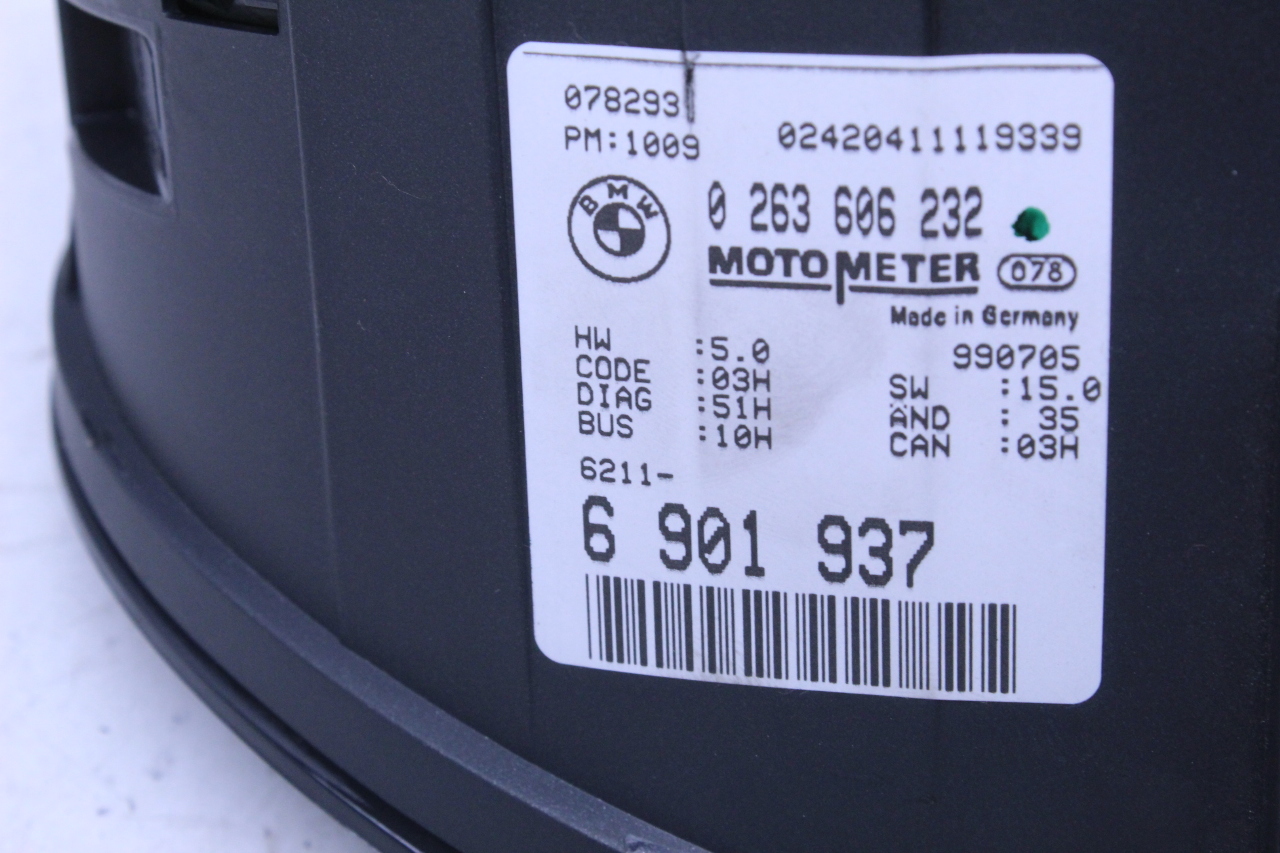 078293
PM:1009 02420411119339
BMW 0 263 606 232
MOTOMETER 078
Made in Germany
990705
HW :5.0 SW :15.0
CODE :03H ÄND : 35
DIAG :51H CAN :03H
BUS :10H
6211-
6 901 937